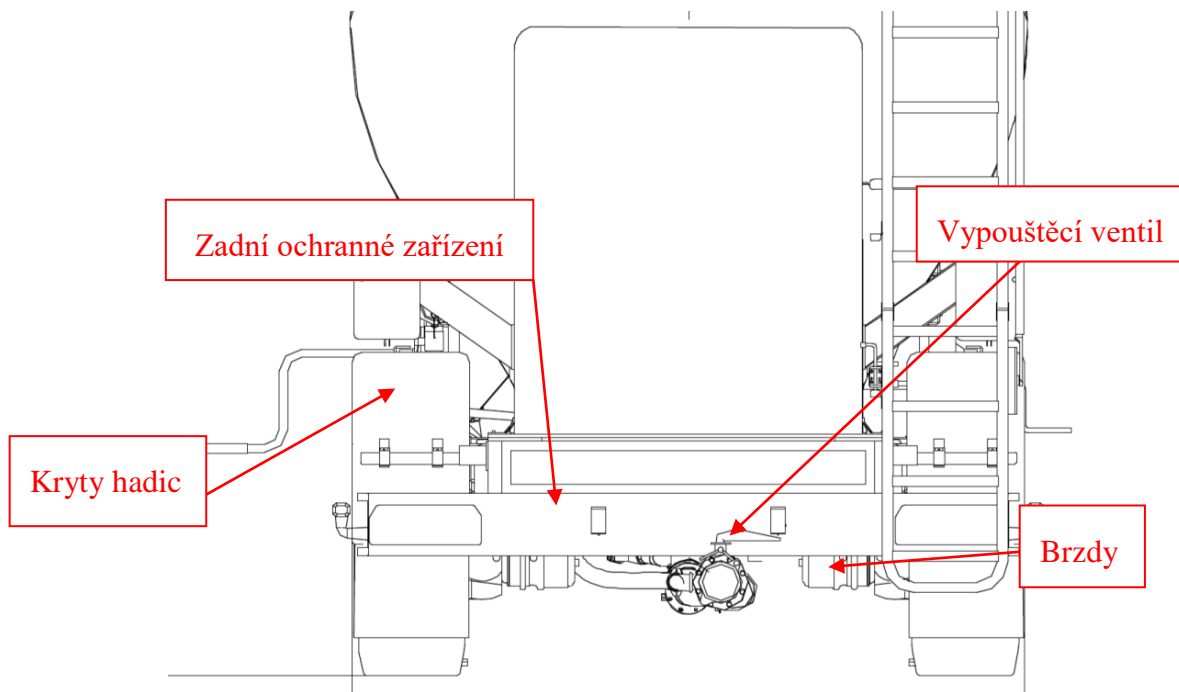 Zadní ochranné zařízení
Vypouštěcí ventil
Kryty hadic
Brzdy